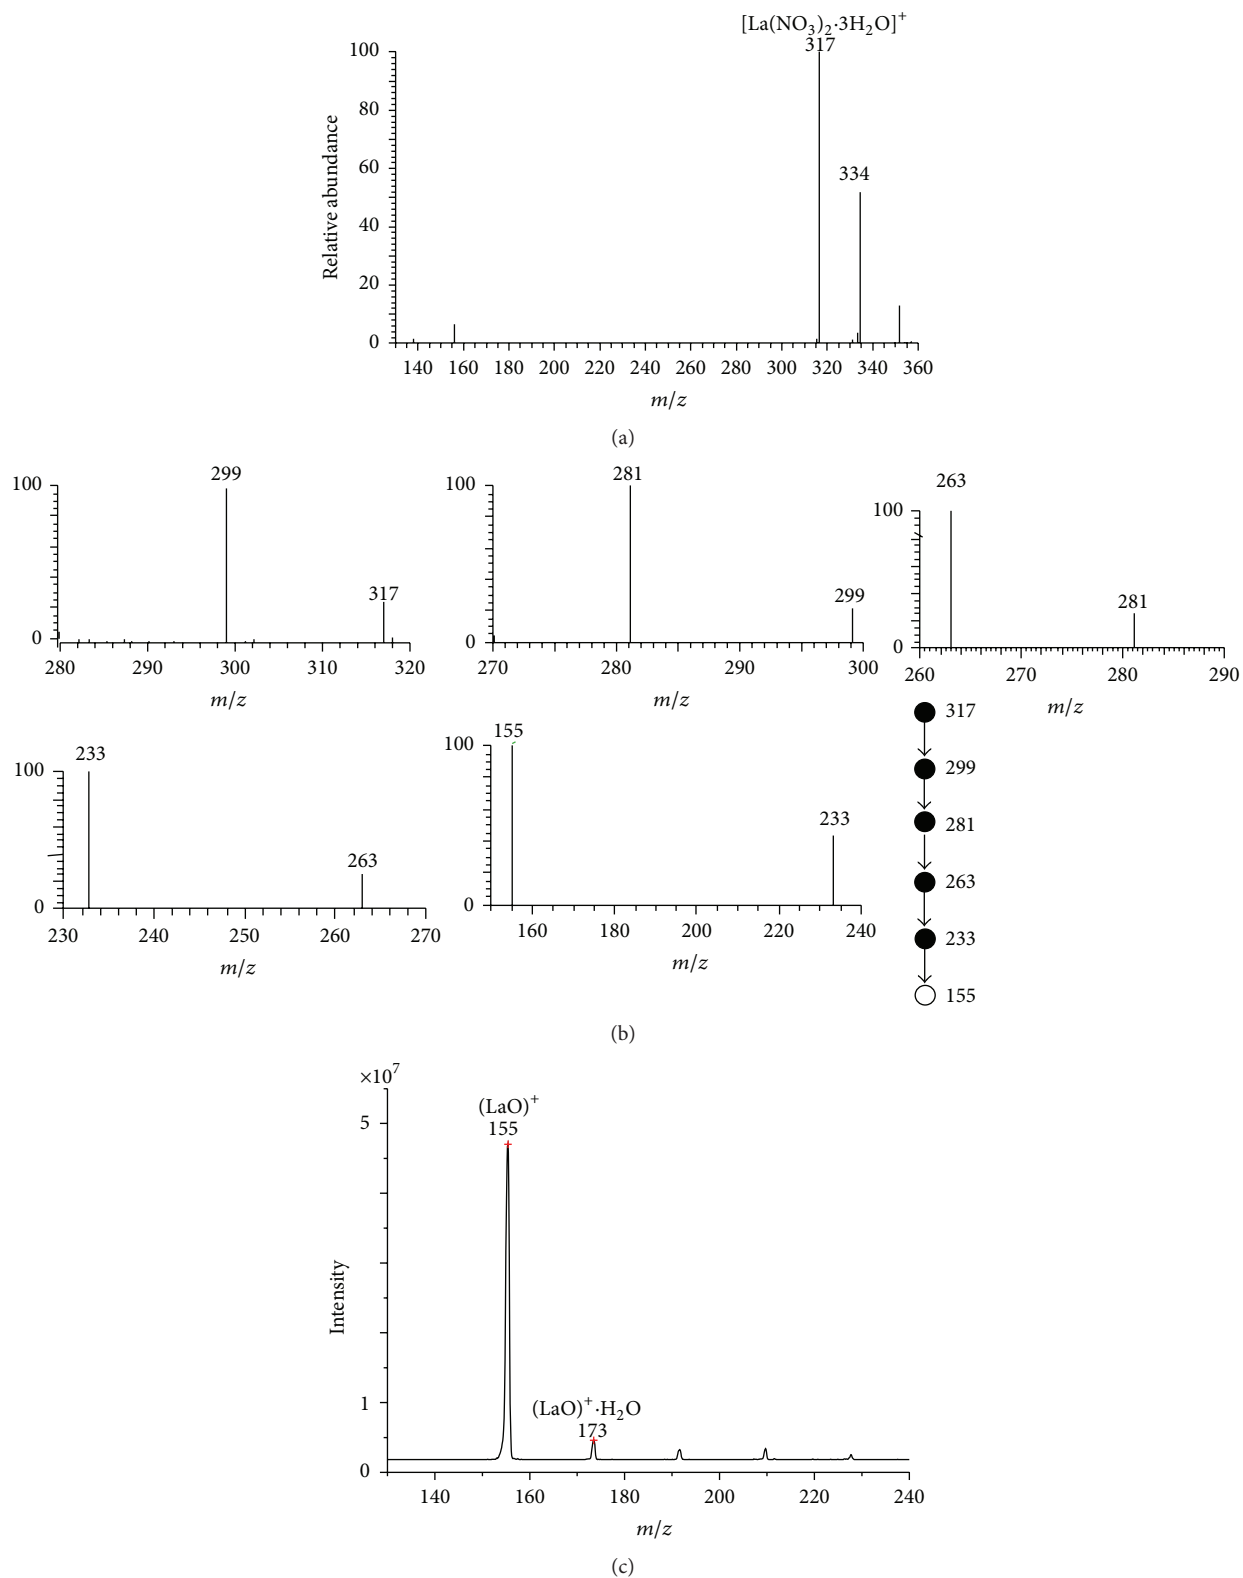 [La(NO3)2·3H2O]+
317
100
80
334
60
40
20
0
Relative abundance
140 160 180 200 220 240 260 280 300 320 340 360
m/z
(a)
299
100
317
0
280 290 300 310 320
m/z
281
100
299
0
270 280 290 300
m/z
263
100
281
0
260 270 280 290
m/z
233
100
263
0
230 240 250 260 270
m/z
155
100
233
0
160 180 200 220 240
m/z
317
299
281
263
233
155
(b)
×10^7
(LaO)+
5
155
Intensity
(LaO)+·H2O
1
173
0
140 160 180 200 220 240
m/z
(c)